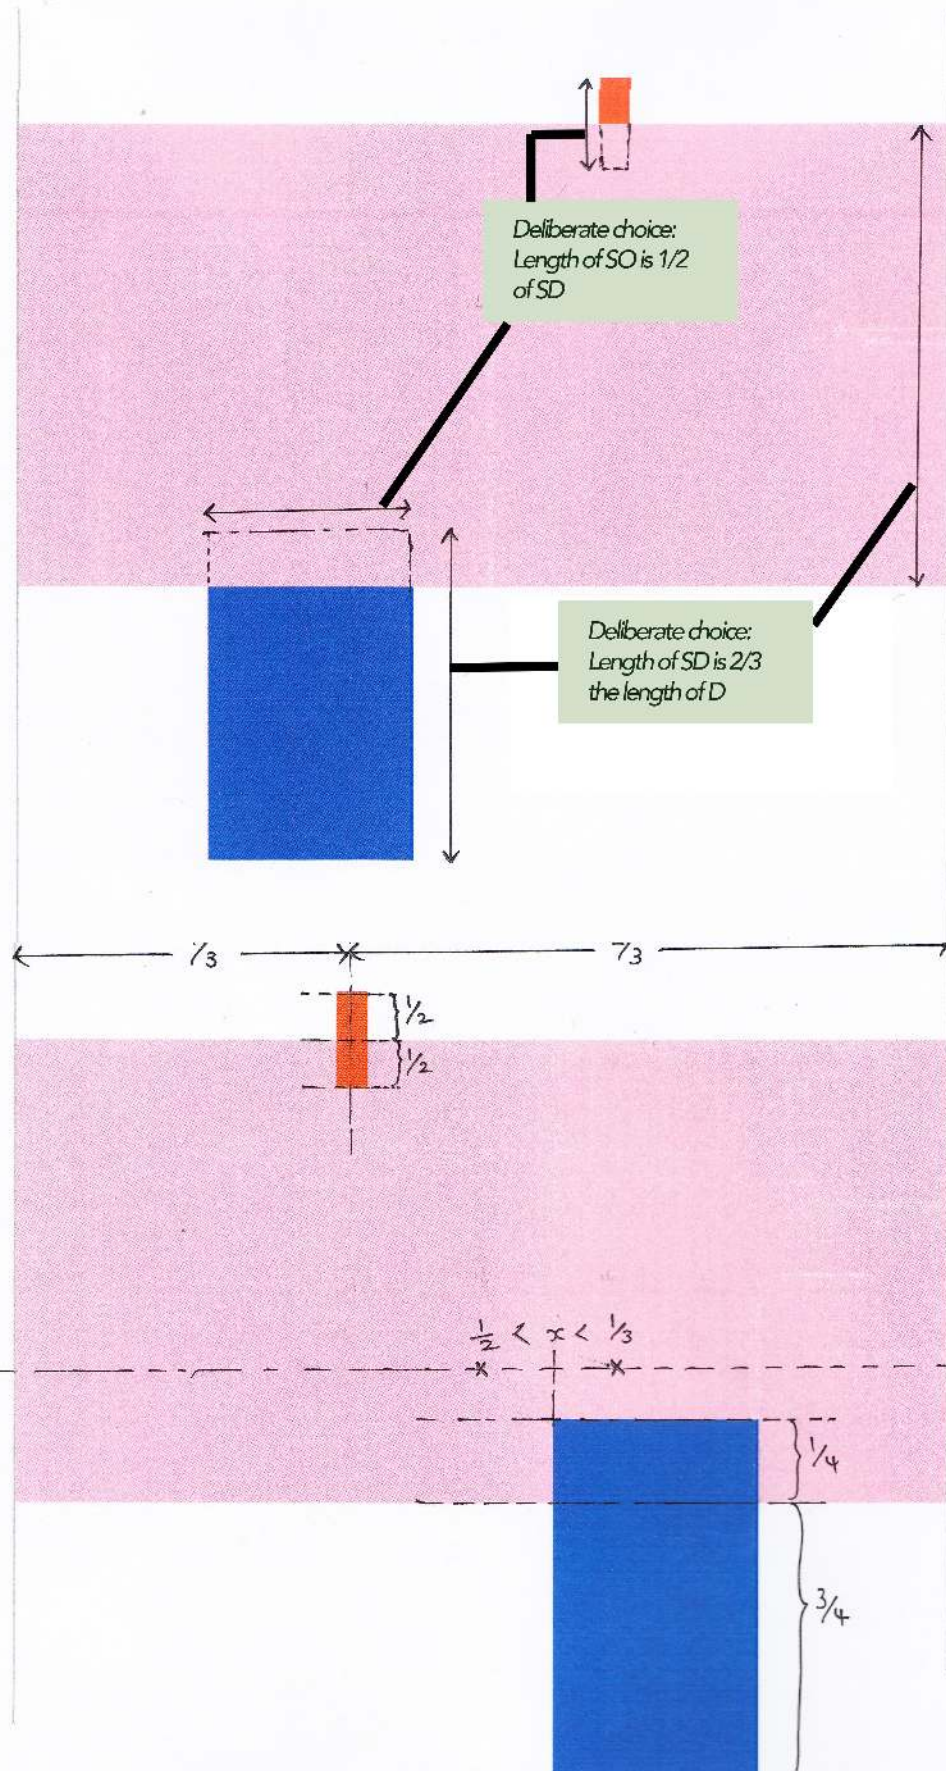 Deliberate choice:
Length of SO is 1/2
of SD
Deliberate choice:
Length of SD is 2/3
the length of D
1/3
7/3
1/2
1/2
1/2 < x < 1/3
1/4
3/4